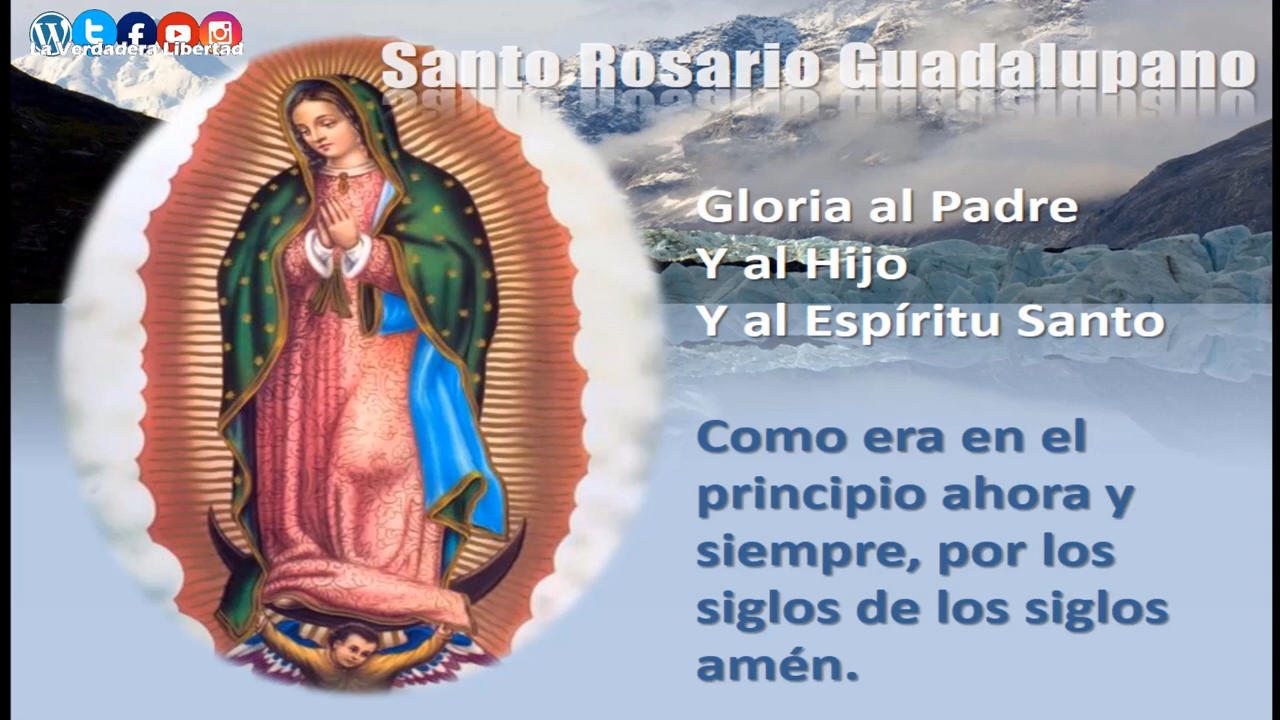 La Verdadera Libertad
Santo Rosario Guadalupano
Gloria al Padre
Y al Hijo
Y al Espíritu Santo
Como era en el
principio ahora y
siempre, por los
siglos de los siglos
amén.